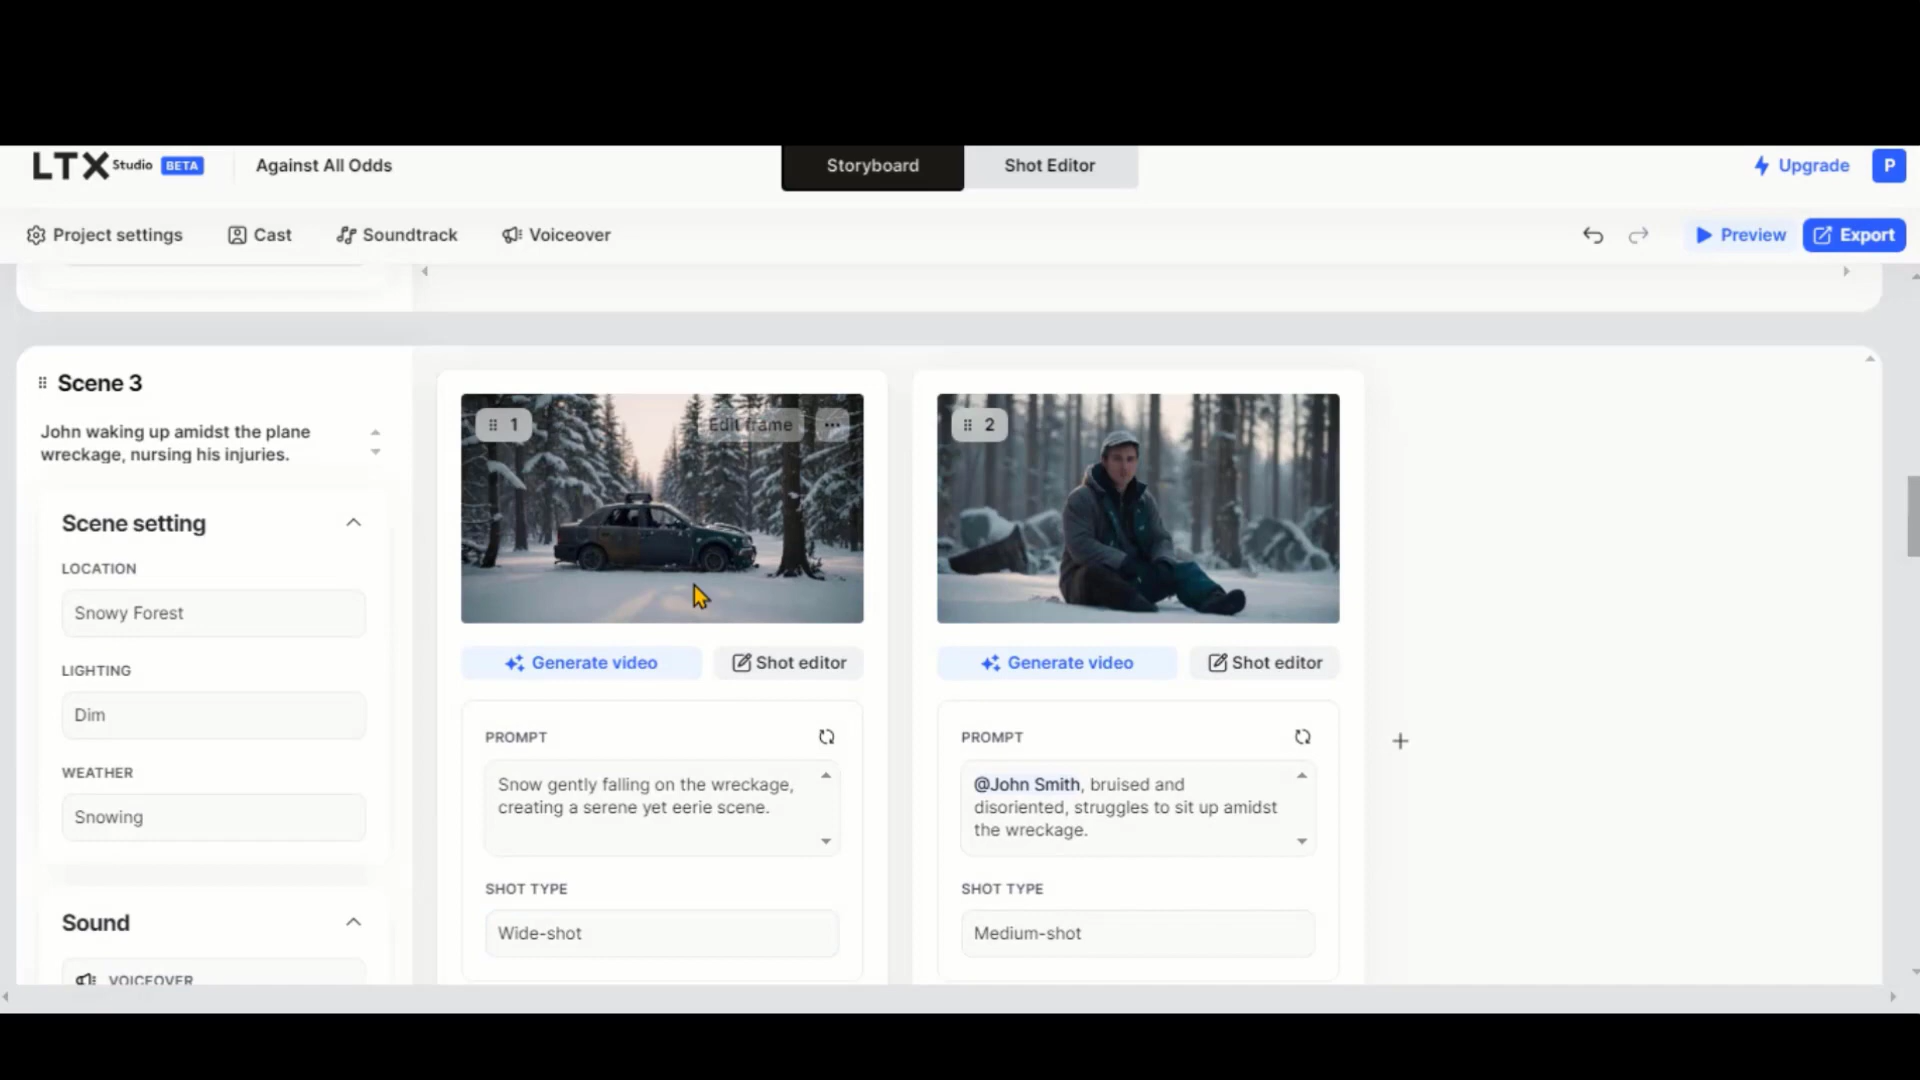 LTX Studio BETA
Against All Odds
Storyboard
Shot Editor
Upgrade
P
Project settings
Cast
Soundtrack
Voiceover
Preview
Export
Scene 3
John waking up amidst the plane
wreckage, nursing his injuries.
Scene setting
LOCATION
Snowy Forest
LIGHTING
Dim
WEATHER
Snowing
Sound
VOICEOVER
1
Edit frame
Generate video
Shot editor
PROMPT
Snow gently falling on the wreckage,
creating a serene yet eerie scene.
SHOT TYPE
Wide-shot
2
Generate video
Shot editor
PROMPT
@John Smith, bruised and
disoriented, struggles to sit up amidst
the wreckage.
SHOT TYPE
Medium-shot